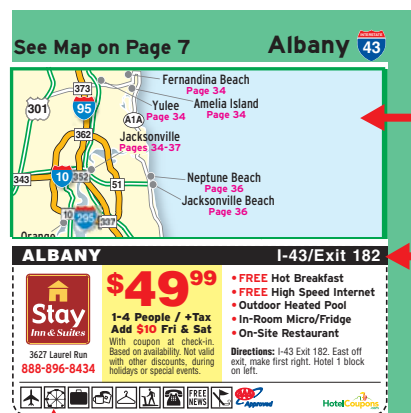 See Map on Page 7
Albany
INTERSTATE
43
Fernandina Beach
Page 34
373
301
95
Yulee
Page 34
Amelia Island
Page 34
A1A
362
Jacksonville
Pages 34-37
343
10
352
51
Neptune Beach
Page 36
Jacksonville Beach
Page 36
10
295
337
Orange
ALBANY
I-43/Exit 182
Stay
Inn & Suites
3627 Laurel Run
888-896-8434
$49.99
1-4 People / +Tax
Add $10 Fri & Sat
With coupon at check-in.
Based on availability. Not valid
with other discounts, during
holidays or special events.
• FREE Hot Breakfast
• FREE High Speed Internet
• Outdoor Heated Pool
• In-Room Micro/Fridge
• On-Site Restaurant
Directions: I-43 Exit 182. East off
exit, make first right. Hotel 1 block
on left.
FREE
NEWS
AAA
Approved
HotelCoupons